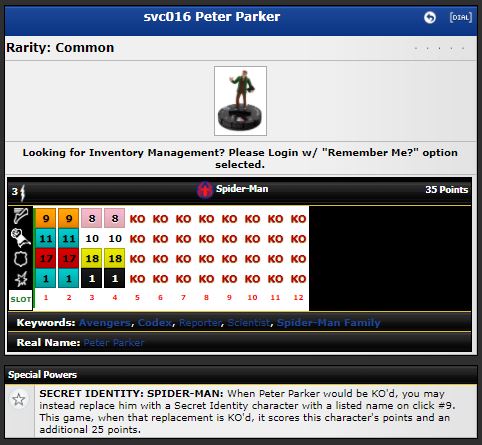 svc016 Peter Parker
[DIAL]
Rarity: Common
. . . . .
Looking for Inventory Management? Please Login w/ "Remember Me?" option
selected.
3 Spider-Man 35 Points
9 9 8 8 KO KO KO KO KO KO KO KO
11 11 10 10 KO KO KO KO KO KO KO KO
17 17 18 18 KO KO KO KO KO KO KO KO
1 1 1 1 KO KO KO KO KO KO KO KO
SLOT 1 2 3 4 5 6 7 8 9 10 11 12
Keywords: Avengers, Codex, Reporter, Scientist, Spider-Man Family
Real Name: Peter Parker
Special Powers
SECRET IDENTITY: SPIDER-MAN: When Peter Parker would be KO'd, you may
instead replace him with a Secret Identity character with a listed name on click #9.
This game, when that replacement is KO'd, it scores this character's points and an
additional 25 points.